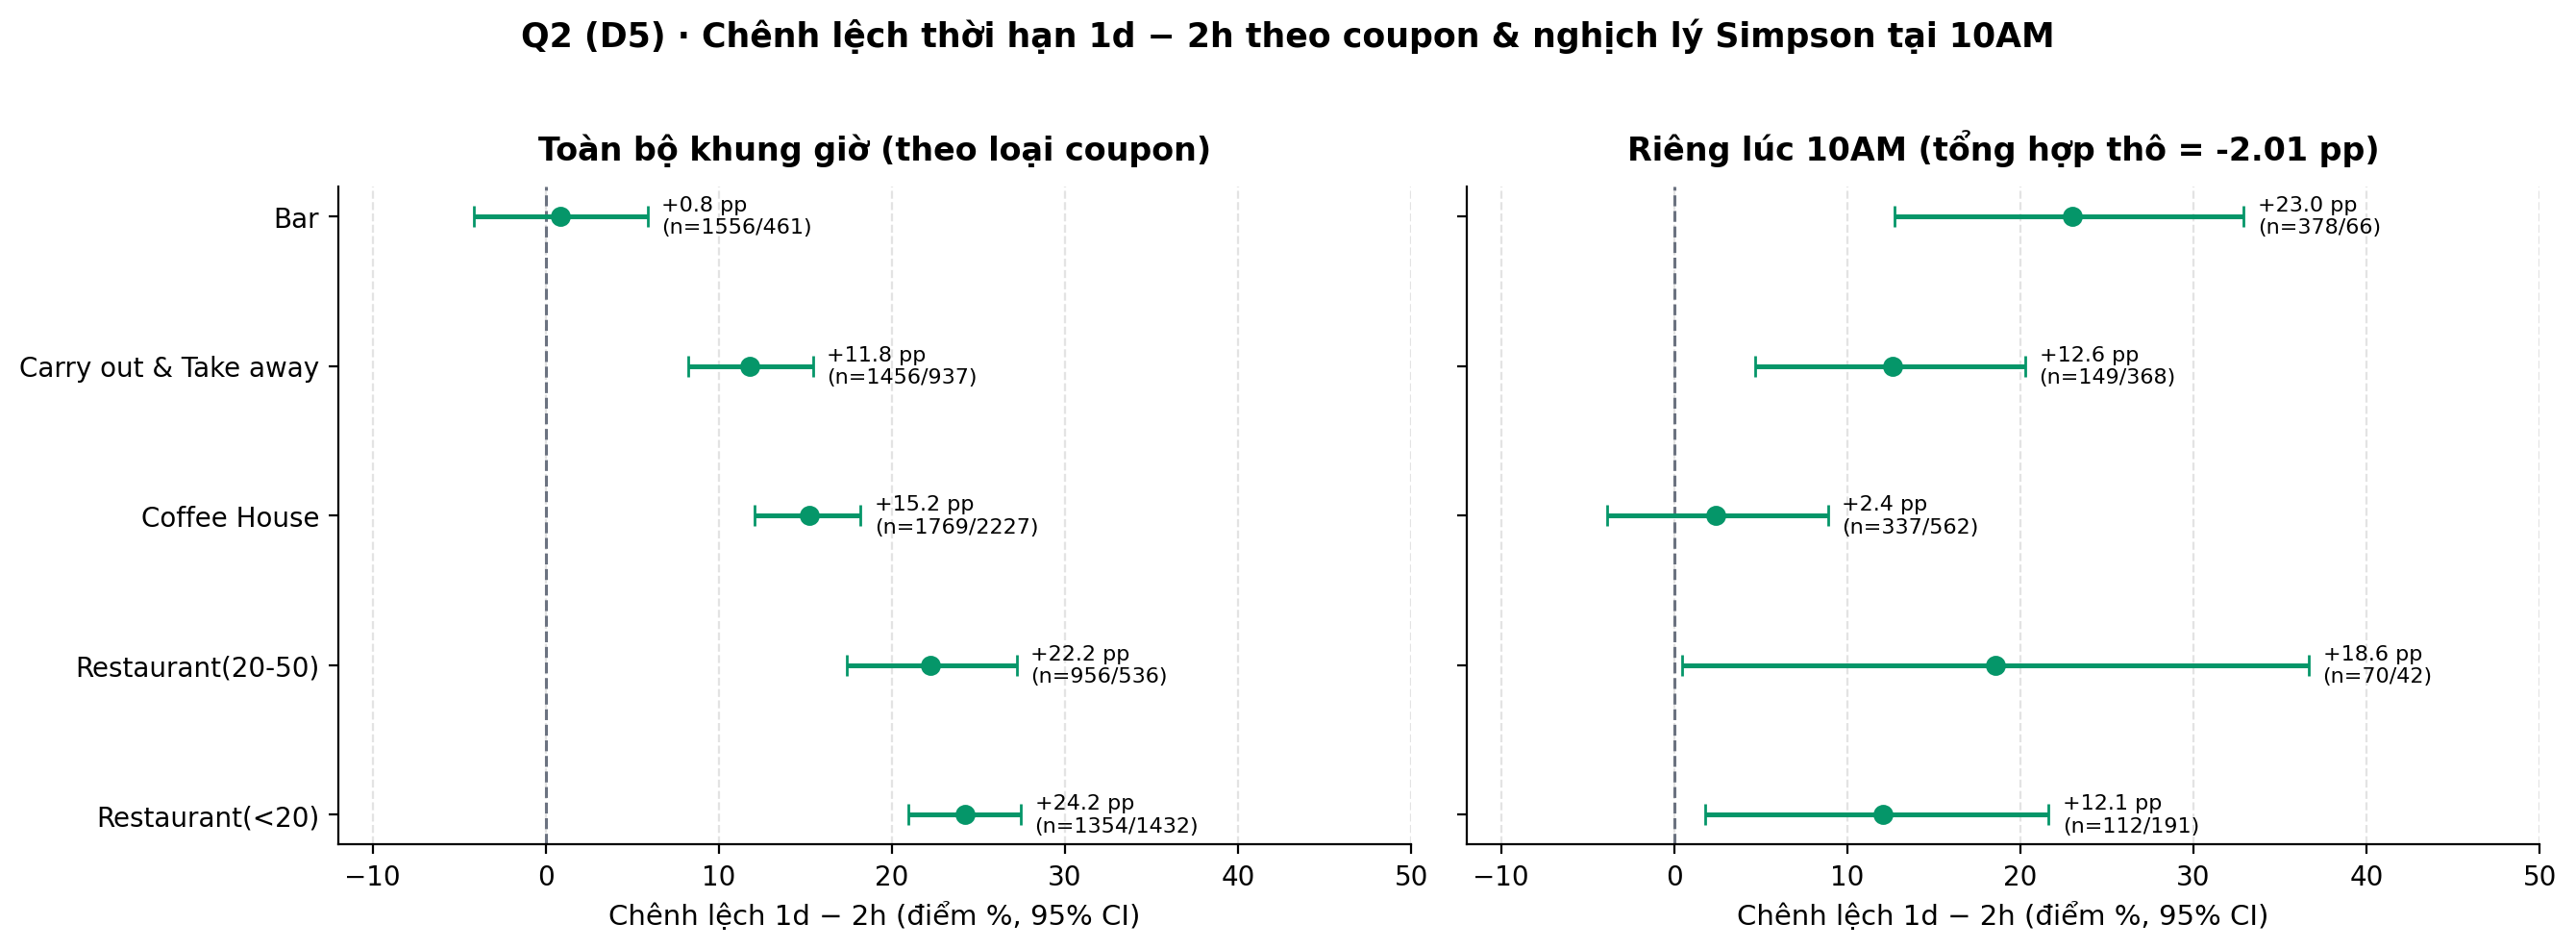 Q2 (D5) · Chênh lệch thời hạn 1d − 2h theo coupon & nghịch lý Simpson tại 10AM
Toàn bộ khung giờ (theo loại coupon)
Bar
+0.8 pp
(n=1556/461)
Carry out & Take away
+11.8 pp
(n=1456/937)
Coffee House
+15.2 pp
(n=1769/2227)
Restaurant(20-50)
+22.2 pp
(n=956/536)
Restaurant(<20)
+24.2 pp
(n=1354/1432)
−10 0 10 20 30 40 50
Chênh lệch 1d − 2h (điểm %, 95% CI)
Riêng lúc 10AM (tổng hợp thô = -2.01 pp)
+23.0 pp
(n=378/66)
+12.6 pp
(n=149/368)
+2.4 pp
(n=337/562)
+18.6 pp
(n=70/42)
+12.1 pp
(n=112/191)
−10 0 10 20 30 40 50
Chênh lệch 1d − 2h (điểm %, 95% CI)